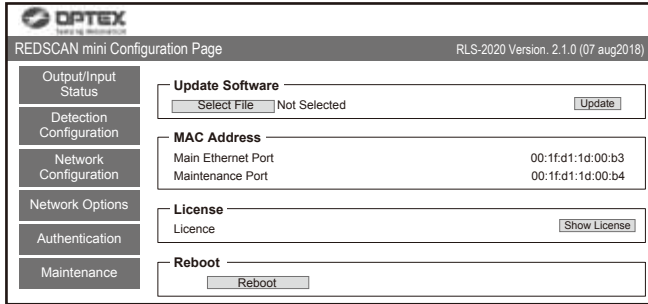 OPTEX
REDSCAN mini Configuration Page
RLS-2020 Version. 2.1.0 (07 aug2018)
Output/Input
Status
Detection
Configuration
Network
Configuration
Network Options
Authentication
Maintenance
Update Software
Select File Not Selected Update
MAC Address
Main Ethernet Port 00:1f:d1:1d:00:b3
Maintenance Port 00:1f:d1:1d:00:b4
License
Licence Show License
Reboot
Reboot